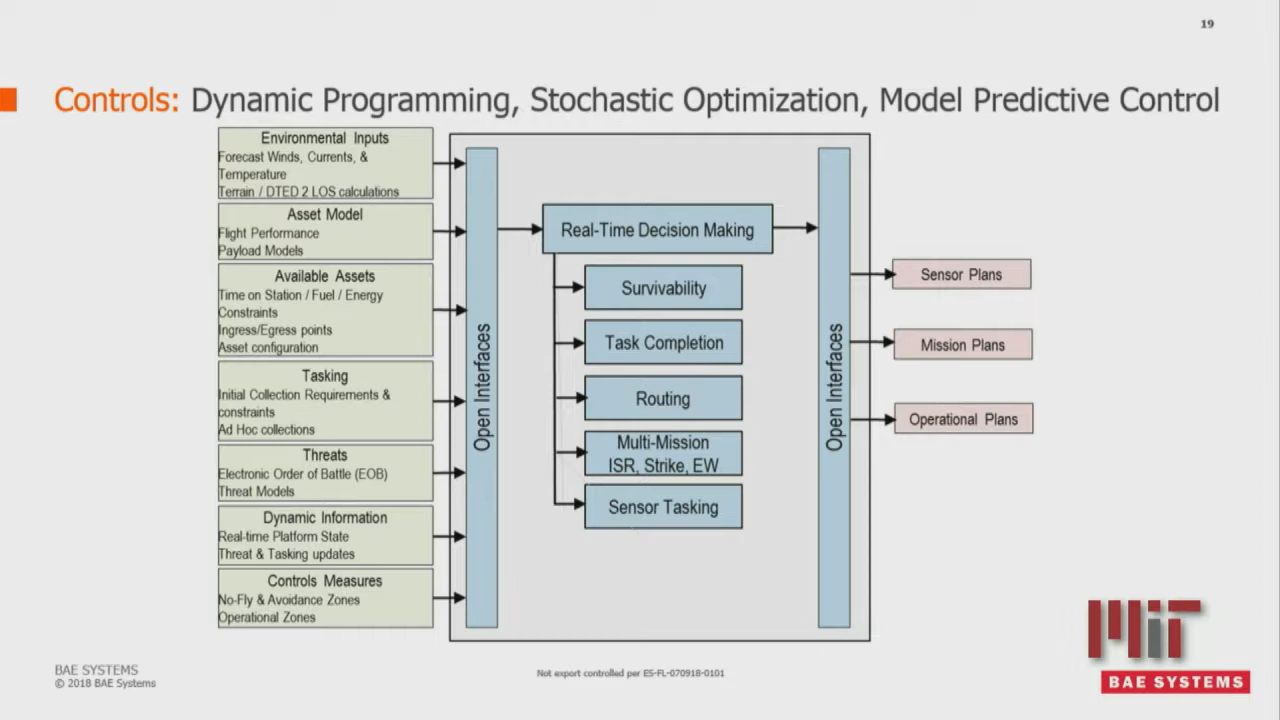 19
Controls: Dynamic Programming, Stochastic Optimization, Model Predictive Control
Environmental Inputs
Forecast Winds, Currents, &
Temperature
Terrain / DTED 2 LOS calculations
Asset Model
Flight Performance
Payload Models
Available Assets
Time on Station / Fuel / Energy
Constraints
Ingress/Egress points
Asset configuration
Tasking
Initial Collection Requirements &
constraints
Ad Hoc collections
Threats
Electronic Order of Battle (EOB)
Threat Models
Dynamic Information
Real-time Platform State
Threat & Tasking updates
Controls Measures
No-Fly & Avoidance Zones
Operational Zones
Open Interfaces
Real-Time Decision Making
Survivability
Task Completion
Routing
Multi-Mission
ISR, Strike, EW
Sensor Tasking
Open Interfaces
Sensor Plans
Mission Plans
Operational Plans
BAE SYSTEMS
© 2018 BAE Systems
Not export controlled per ES-FL-070918-0101
MIT
BAE SYSTEMS